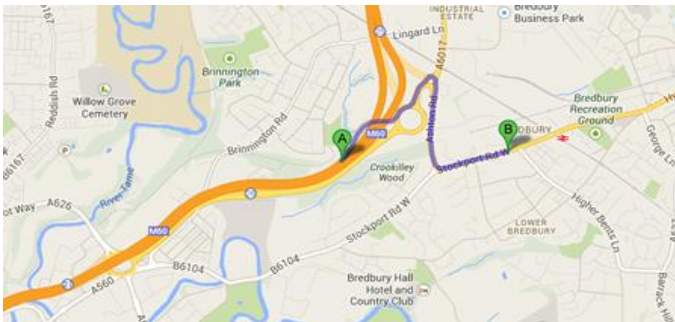 INDUSTRIAL
ESTATE
Bredbury
Business Park
Lingard Ln
A6017
Brinnington
Park
Reddish Rd
Willow Grove
Cemetery
Brinnington Rd
Ashton Rd
Bredbury
Recreation
Ground
A
M60
B
BREDBURY
B6167
George Ln
Stockport Rd W
Crookilley
Wood
River Tame
A626
M60
Stockport Rd W
Higher Bents Ln
LOWER
BREDBURY
B6104
B6104
A560
Bredbury Hall
Hotel and
Country Club
Barrack Hill